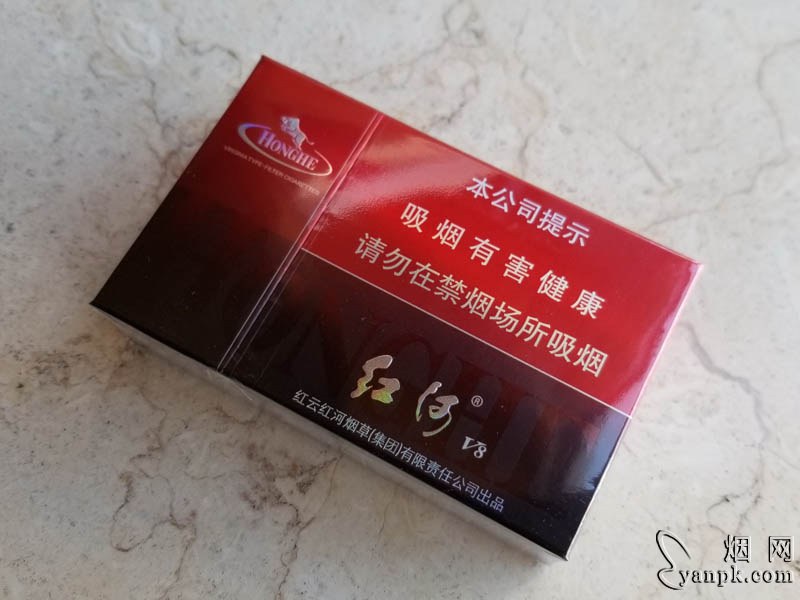 HONGHE
VIRGINIA TYPE·FILTER CIGARETTES
本公司提示
吸烟有害健康
请勿在禁烟场所吸烟
红河®
V8
红云红河烟草(集团)有限责任公司出品
烟网
yanpk.com